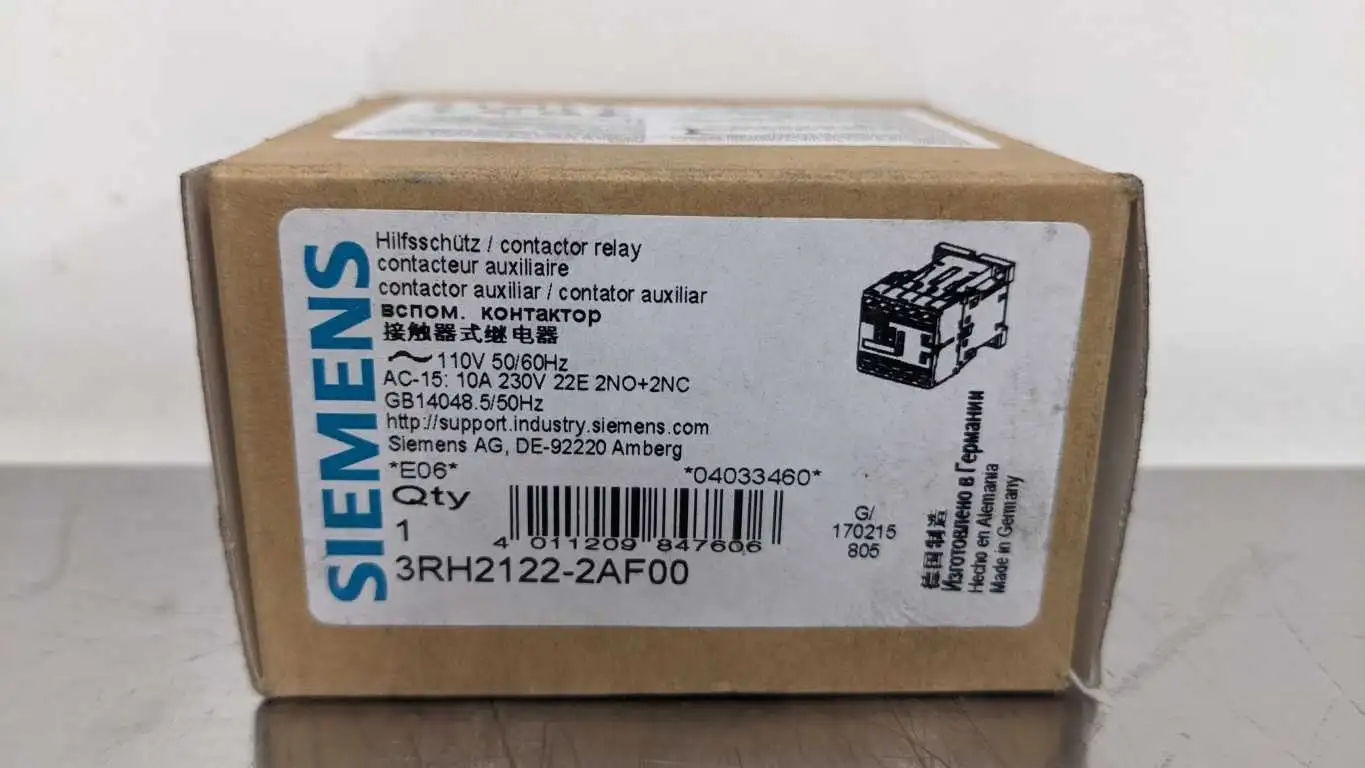 SIEMENS
Hilfsschütz / contactor relay
contacteur auxiliaire
contactor auxiliar / contator auxiliar
вспом. контактор
接触器式继电器
~ 110V 50/60Hz
AC-15: 10A 230V 22E 2NO+2NC
GB14048.5/50Hz
http://support.industry.siemens.com
Siemens AG, DE-92220 Amberg
*E06* *04033460*
Qty
1
4 011209 847606
3RH2122-2AF00
G/
170215
805
德国制造
Изготовлено в Германии
Hecho en Alemania
Made in Germany